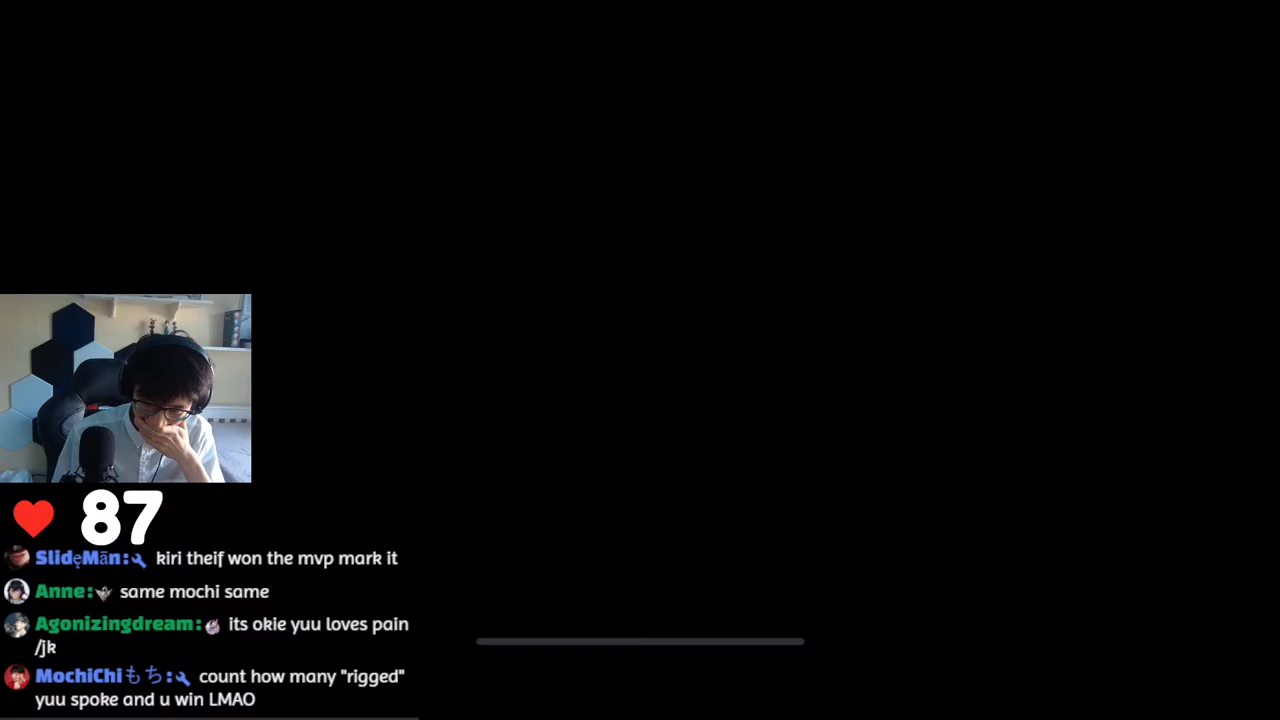 87
SlidęMān: kiri theif won the mvp mark it
Anne: same mochi same
Agonizingdream: its okie yuu loves pain
/jk
MochiChiもち: count how many "rigged"
yuu spoke and u win LMAO